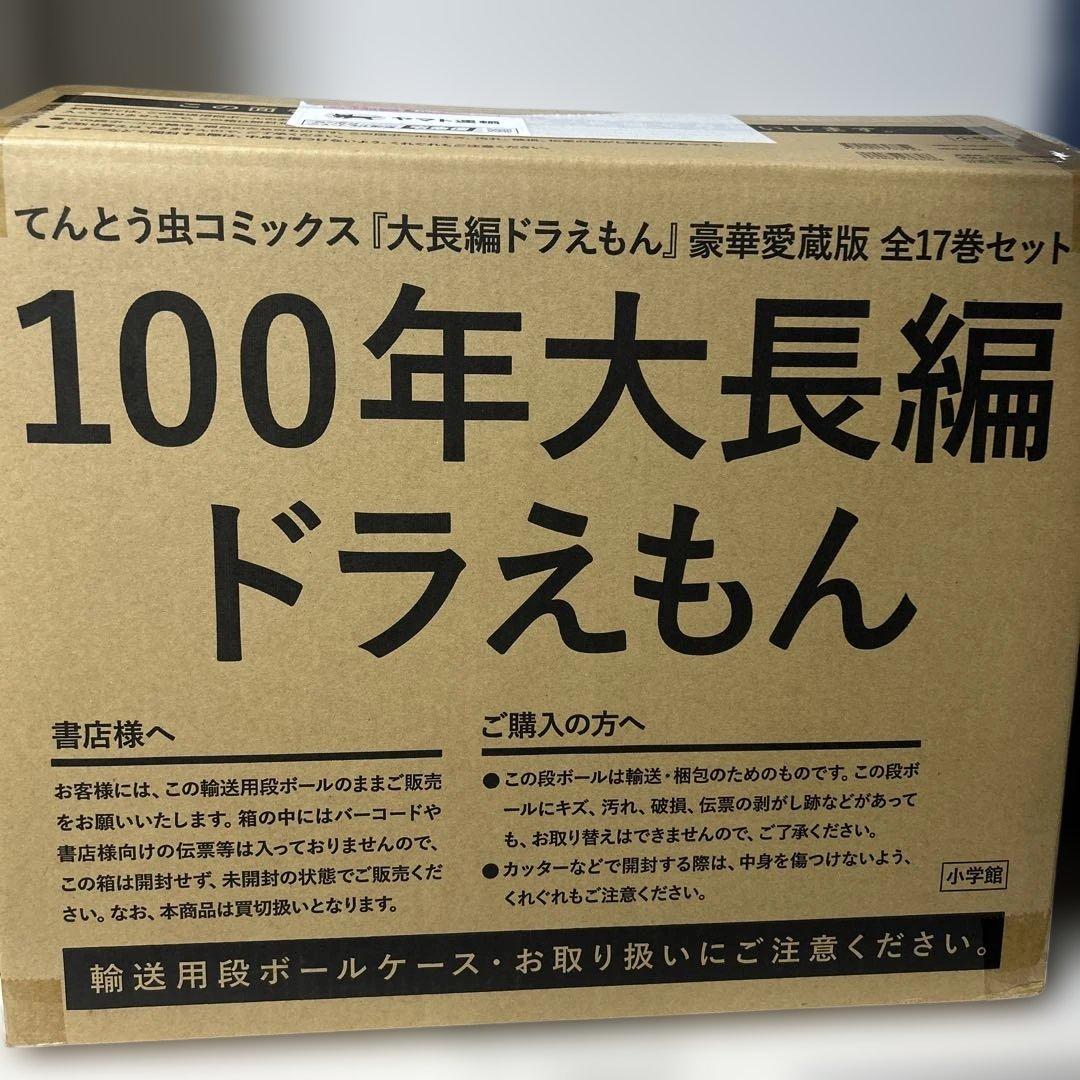 てんとう虫コミックス『大長編ドラえもん』豪華愛蔵版 全17巻セット
100年大長編
ドラえもん
書店様へ
お客様には、この輸送用段ボールのままご販売
をお願いいたします。箱の中にはバーコードや
書店様向けの伝票等は入っておりませんので、
この箱は開封せず、未開封の状態でご販売くだ
さい。なお、本商品は買切扱いとなります。
ご購入の方へ
●この段ボールは輸送・梱包のためのものです。この段ボ
ールにキズ、汚れ、破損、伝票の剥がし跡などがあって
も、お取り替えはできませんので、ご了承ください。
●カッターなどで開封する際は、中身を傷つけないよう、
くれぐれもご注意ください。
小学館
輸送用段ボールケース・お取り扱いにご注意ください。